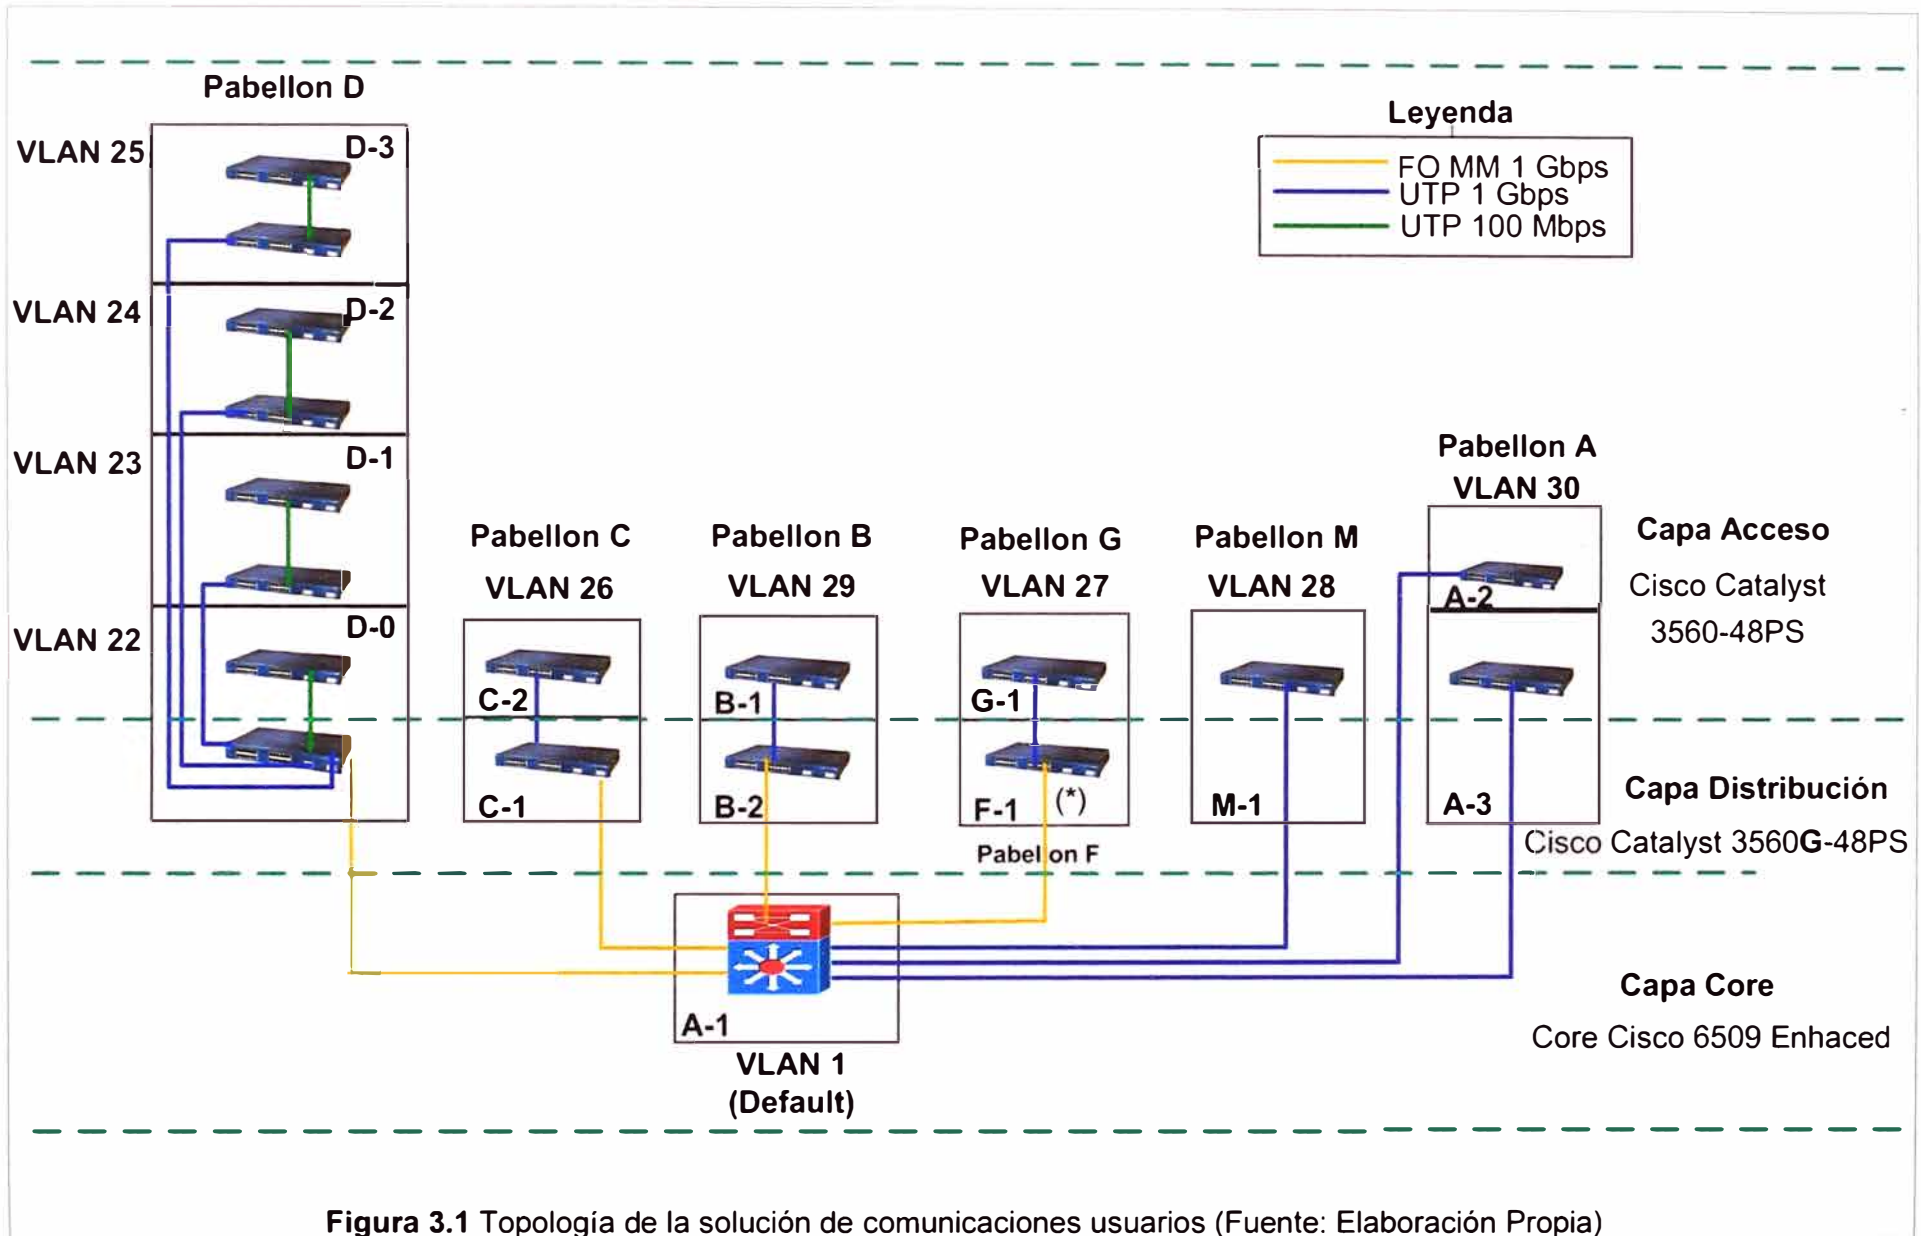 Pabellon D
VLAN 25
D-3
VLAN 24
D-2
VLAN 23
D-1
VLAN 22
D-0
Leyenda
FO MM 1 Gbps
UTP 1 Gbps
UTP 100 Mbps
Pabellon C
VLAN 26
C-2
C-1
Pabellon B
VLAN 29
B-1
B-2
Pabellon G
VLAN 27
G-1
F-1
(*)
Pabellon F
Pabellon M
VLAN 28
M-1
Pabellon A
VLAN 30
A-2
A-3
Capa Acceso
Cisco Catalyst
3560-48PS
Capa Distribución
Cisco Catalyst 3560G-48PS
A-1
VLAN 1
(Default)
Capa Core
Core Cisco 6509 Enhaced
Figura 3.1 Topología de la solución de comunicaciones usuarios (Fuente: Elaboración Propia)